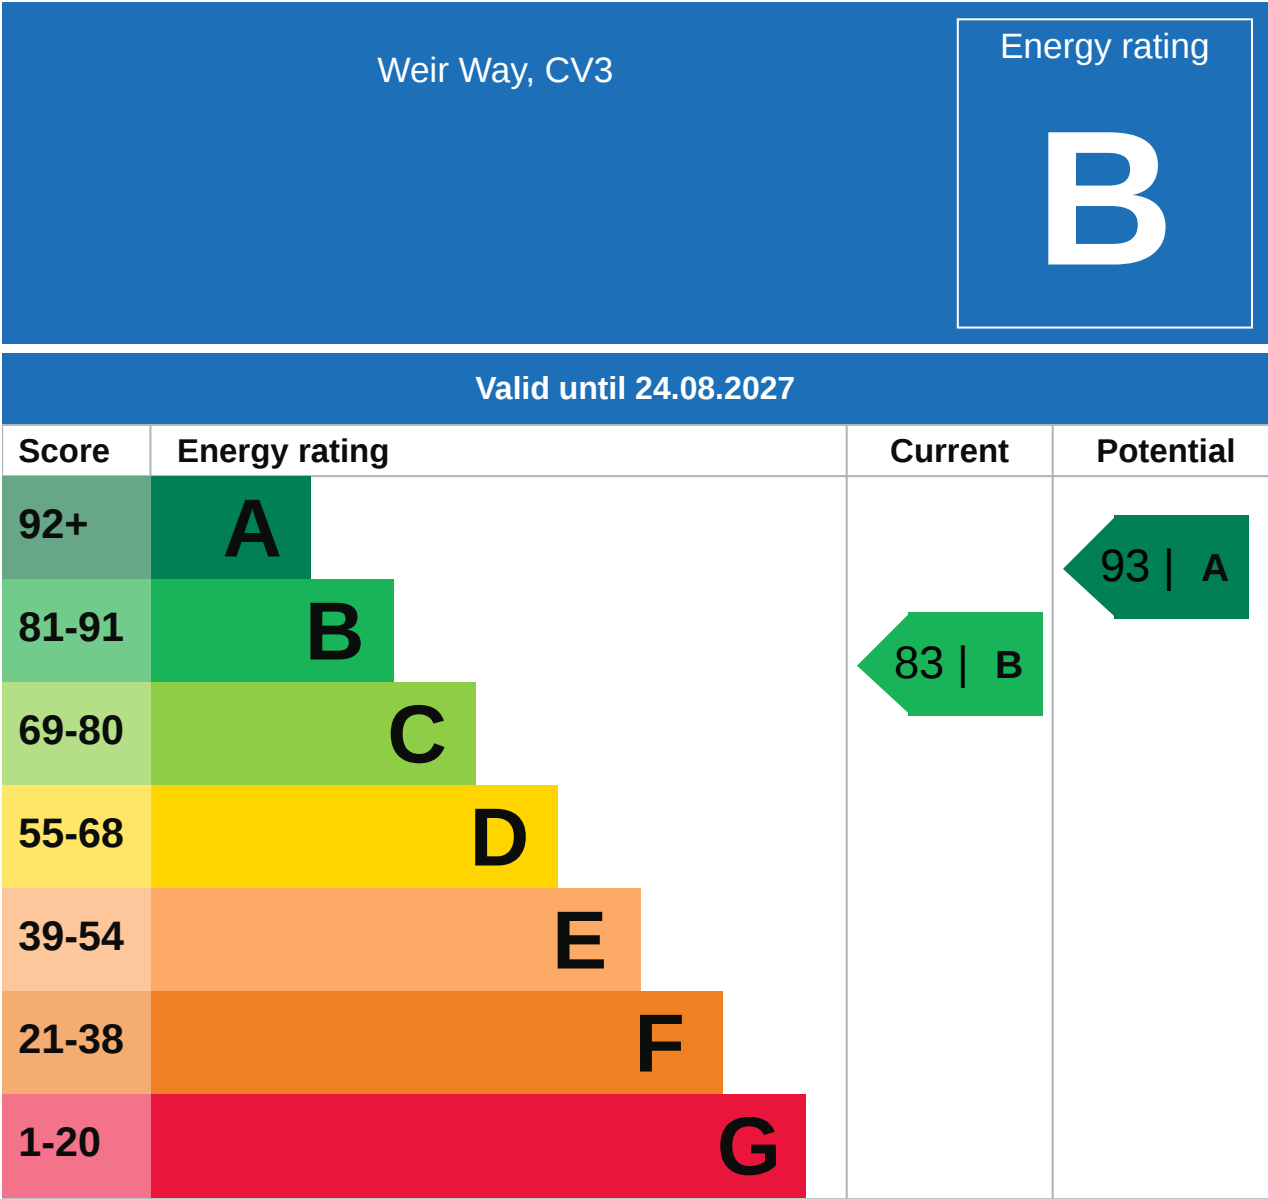 Weir Way, CV3
Energy rating
B
Valid until 24.08.2027
Score Energy rating Current Potential
92+ A
93 | A
81-91 B
83 | B
69-80 C
55-68 D
39-54 E
21-38 F
1-20 G